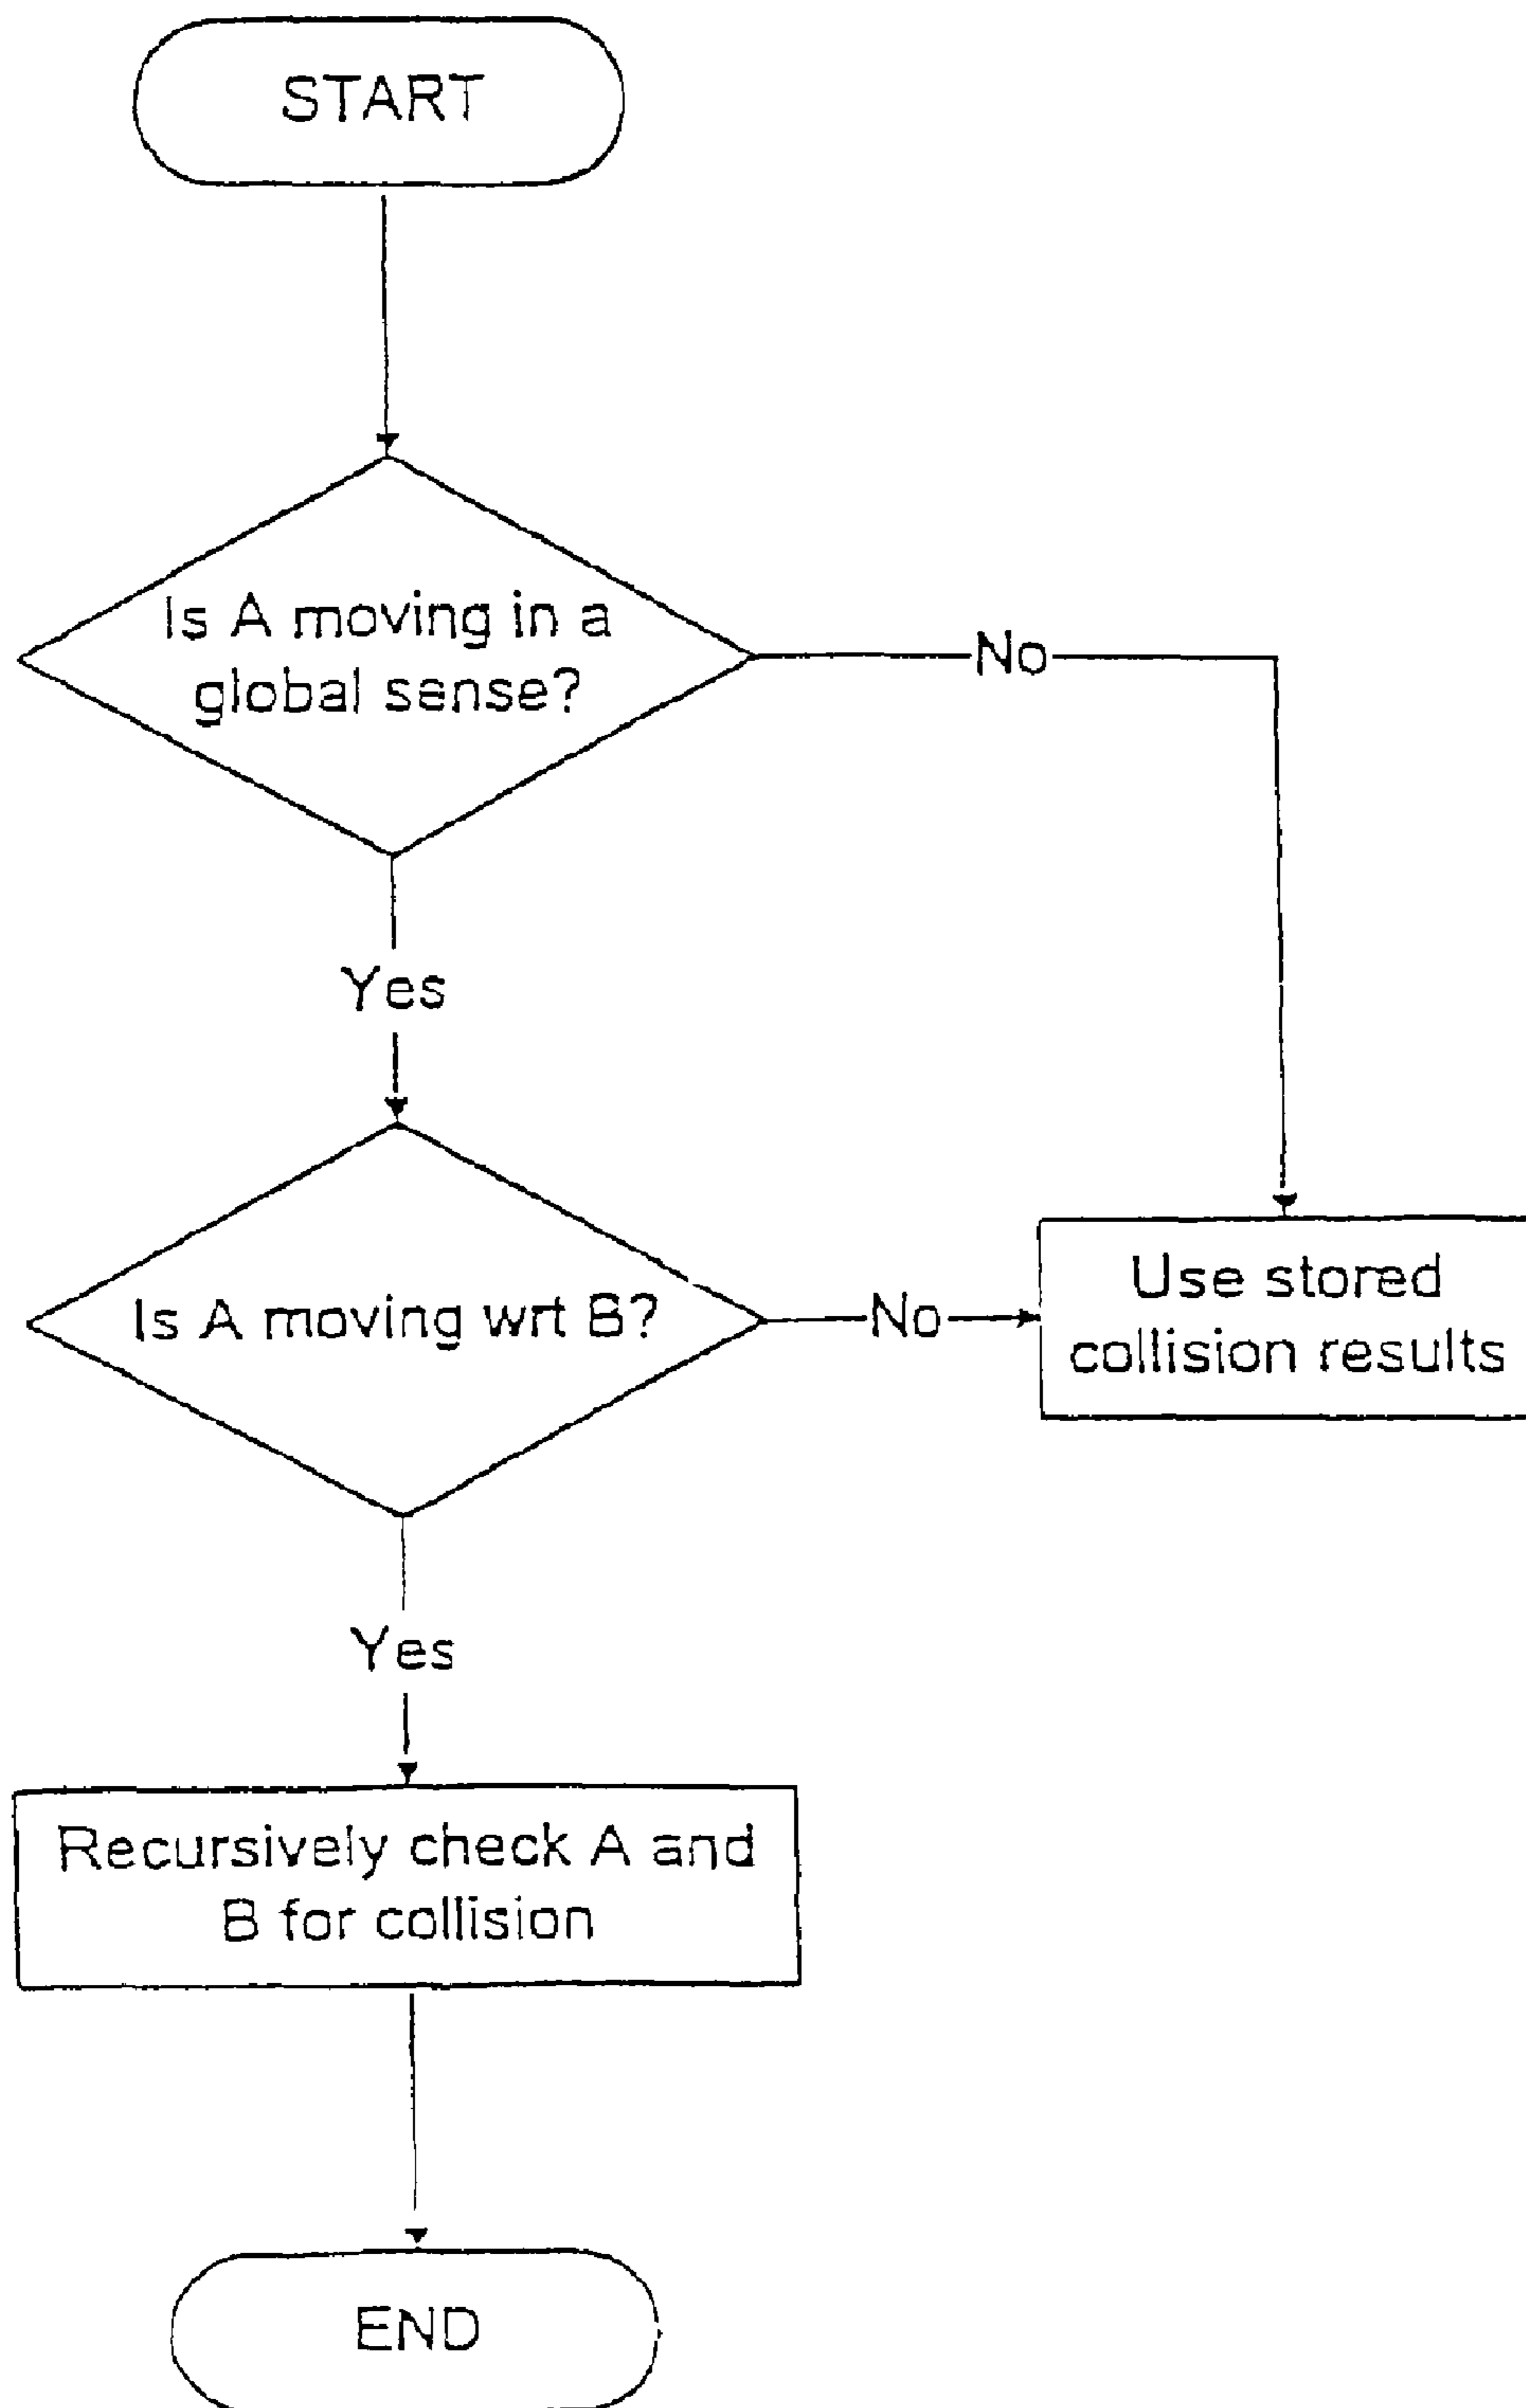 START
Is A moving in a
global sense?
No
Yes
Is A moving wrt B?
No
Use stored
collision results
Yes
Recursively check A and
B for collision
END